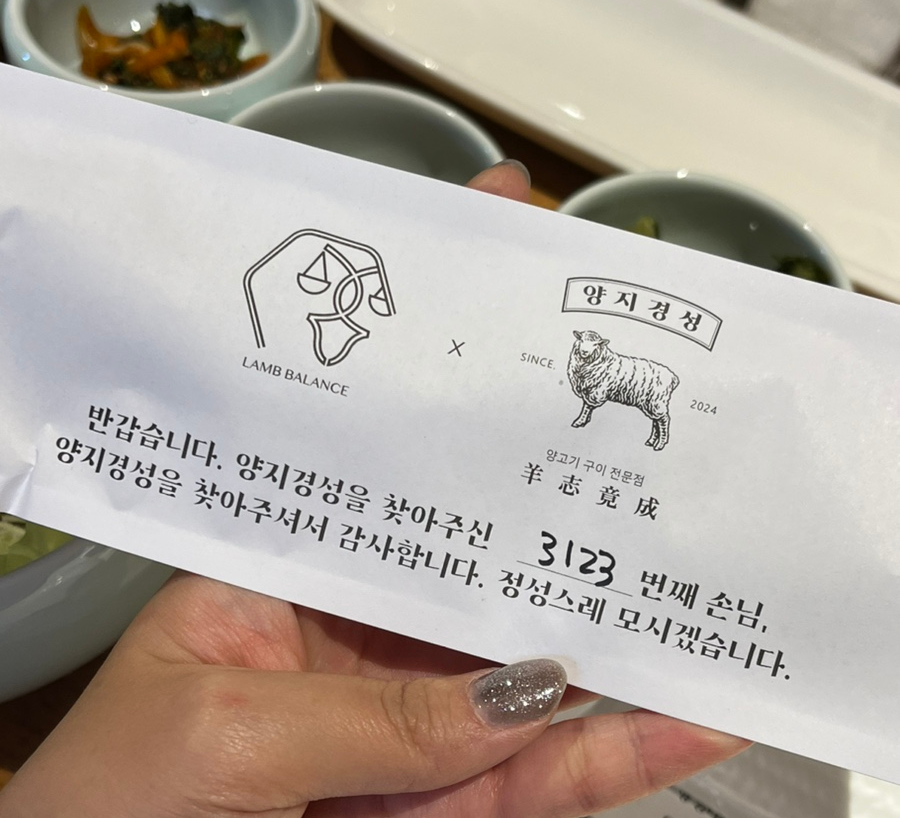 LAMB BALANCE
×
양지경성
SINCE.
2024
양고기 구이 전문점
羊志竟成
반갑습니다. 양지경성을 찾아주신 3123 번째 손님,
양지경성을 찾아주셔서 감사합니다. 정성스레 모시겠습니다.